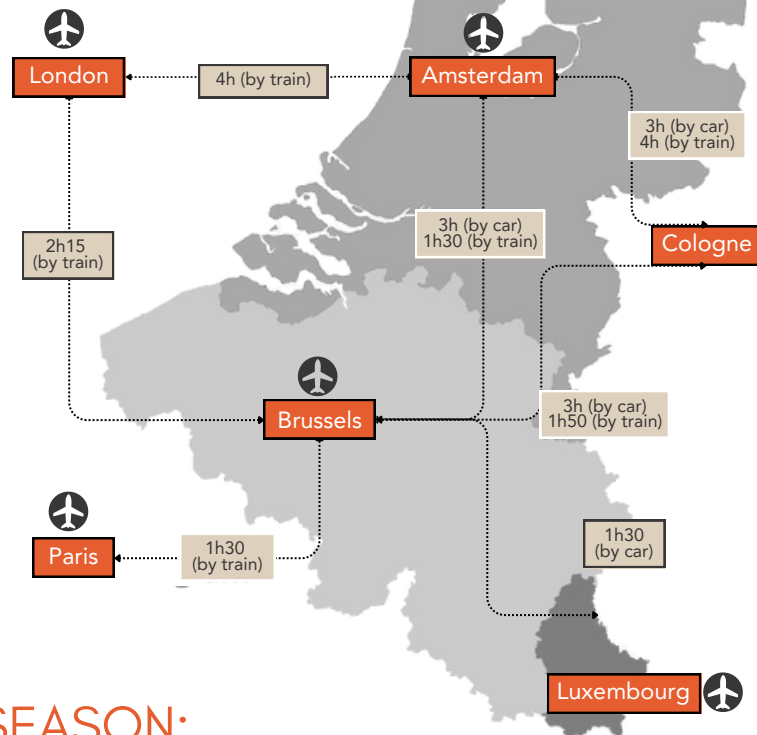 London
4h (by train)
Amsterdam
3h (by car)
4h (by train)
Cologne
3h (by car)
1h30 (by train)
2h15
(by train)
Brussels
3h (by car)
1h50 (by train)
Paris
1h30
(by train)
1h30
(by car)
Luxembourg
SEASON: